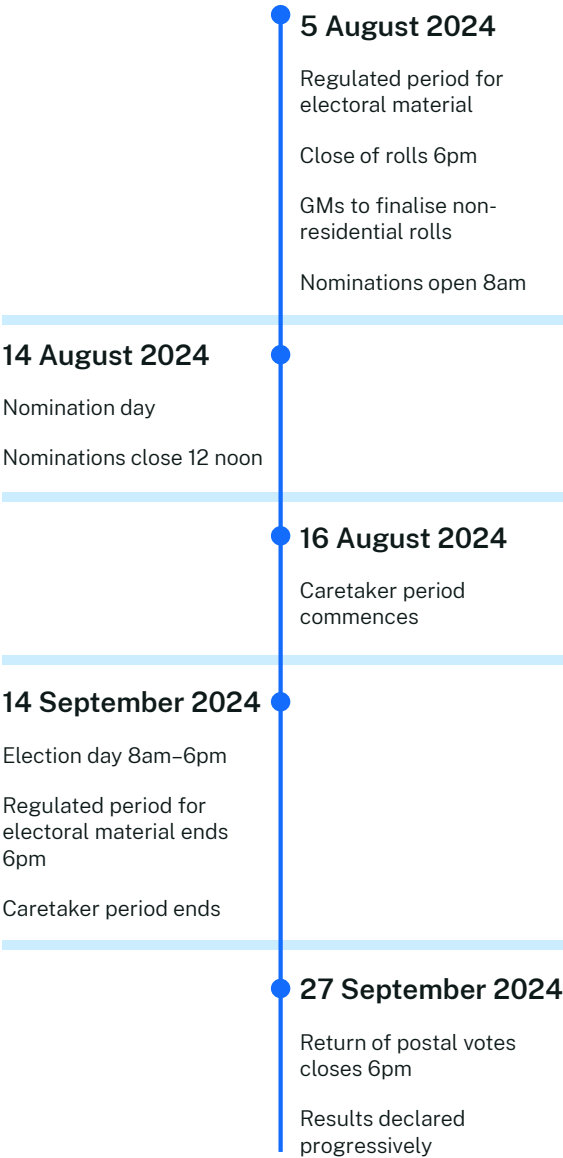 5 August 2024
Regulated period for
electoral material
Close of rolls 6pm
GMs to finalise non-
residential rolls
Nominations open 8am
14 August 2024
Nomination day
Nominations close 12 noon
16 August 2024
Caretaker period
commences
14 September 2024
Election day 8am–6pm
Regulated period for
electoral material ends
6pm
Caretaker period ends
27 September 2024
Return of postal votes
closes 6pm
Results declared
progressively